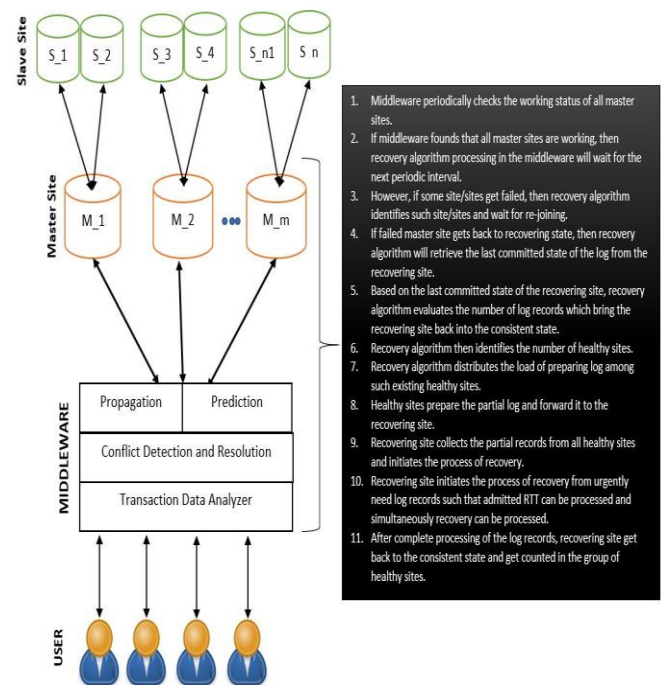 Slave Site
S_1
S_2
S_3
S_4
S_n1
S n
Master Site
M_1
M_2
M_m
MIDDLEWARE
Propagation
Prediction
Conflict Detection and Resolution
Transaction Data Analyzer
USER
1. Middleware periodically checks the working status of all master
sites.
2. If middleware founds that all master sites are working, then
recovery algorithm processing in the middleware will wait for the
next periodic interval.
3. However, if some site/sites get failed, then recovery algorithm
identifies such site/sites and wait for re-joining.
4. If failed master site gets back to recovering state, then recovery
algorithm will retrieve the last committed state of the log from the
recovering site.
5. Based on the last committed state of the recovering site, recovery
algorithm evaluates the number of log records which bring the
recovering site back into the consistent state.
6. Recovery algorithm then identifies the number of healthy sites.
7. Recovery algorithm distributes the load of preparing log among
such existing healthy sites.
8. Healthy sites prepare the partial log and forward it to the
recovering site.
9. Recovering site collects the partial records from all healthy sites
and initiates the process of recovery.
10. Recovering site initiates the process of recovery from urgently
need log records such that admitted RTT can be processed and
simultaneously recovery can be processed.
11. After complete processing of the log records, recovering site get
back to the consistent state and get counted in the group of
healthy sites.